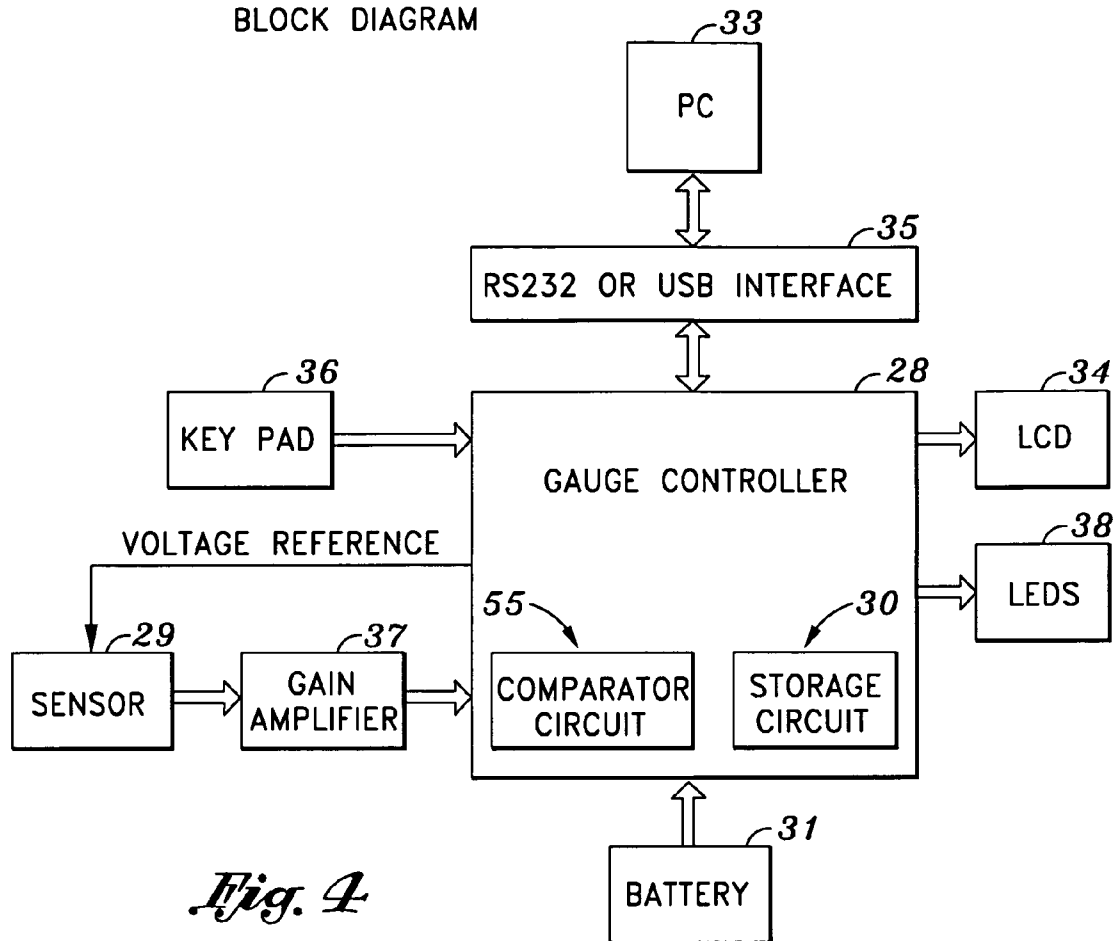 BLOCK DIAGRAM
33
PC
35
RS232 OR USB INTERFACE
36
KEY PAD
28
GAUGE CONTROLLER
34
LCD
38
LEDS
VOLTAGE REFERENCE
29
SENSOR
37
GAIN
AMPLIFIER
55
COMPARATOR
CIRCUIT
30
STORAGE
CIRCUIT
31
BATTERY
Fig. 4